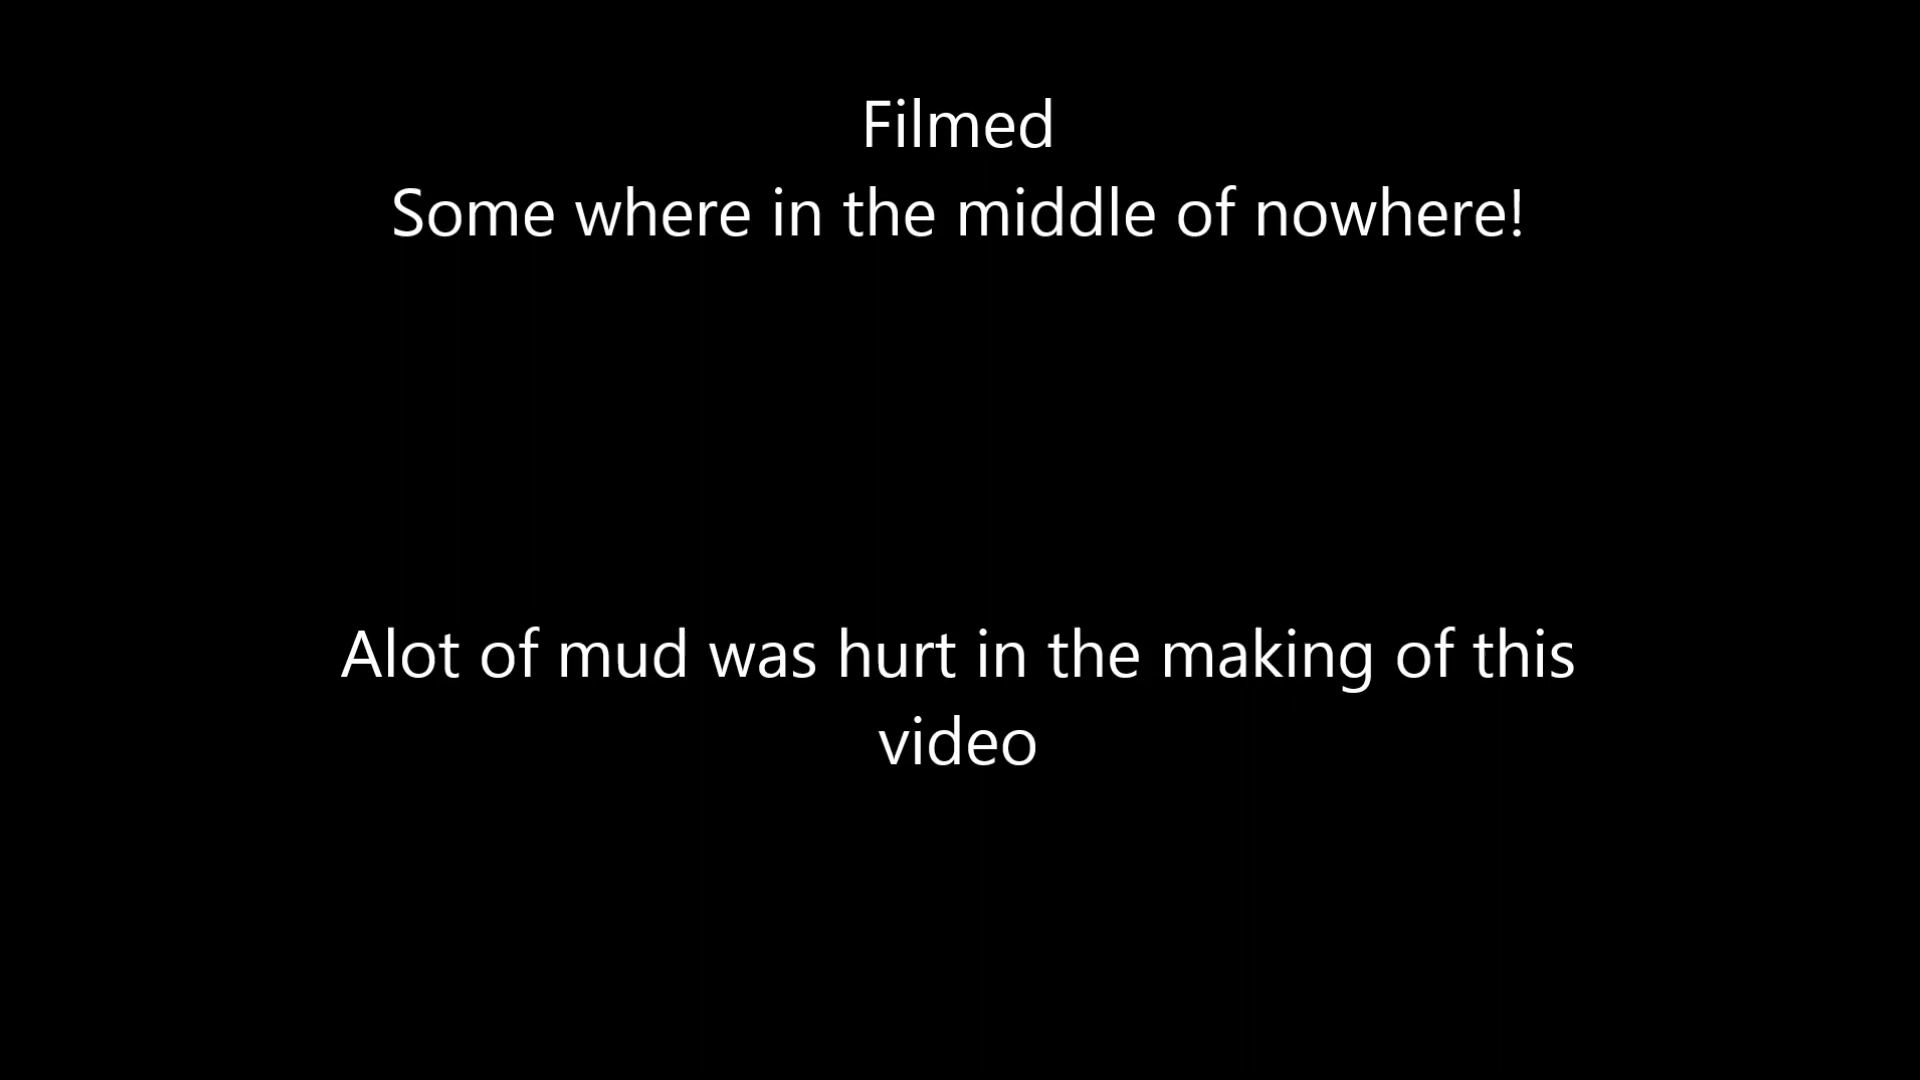 Filmed
Some where in the middle of nowhere!
Alot of mud was hurt in the making of this
video